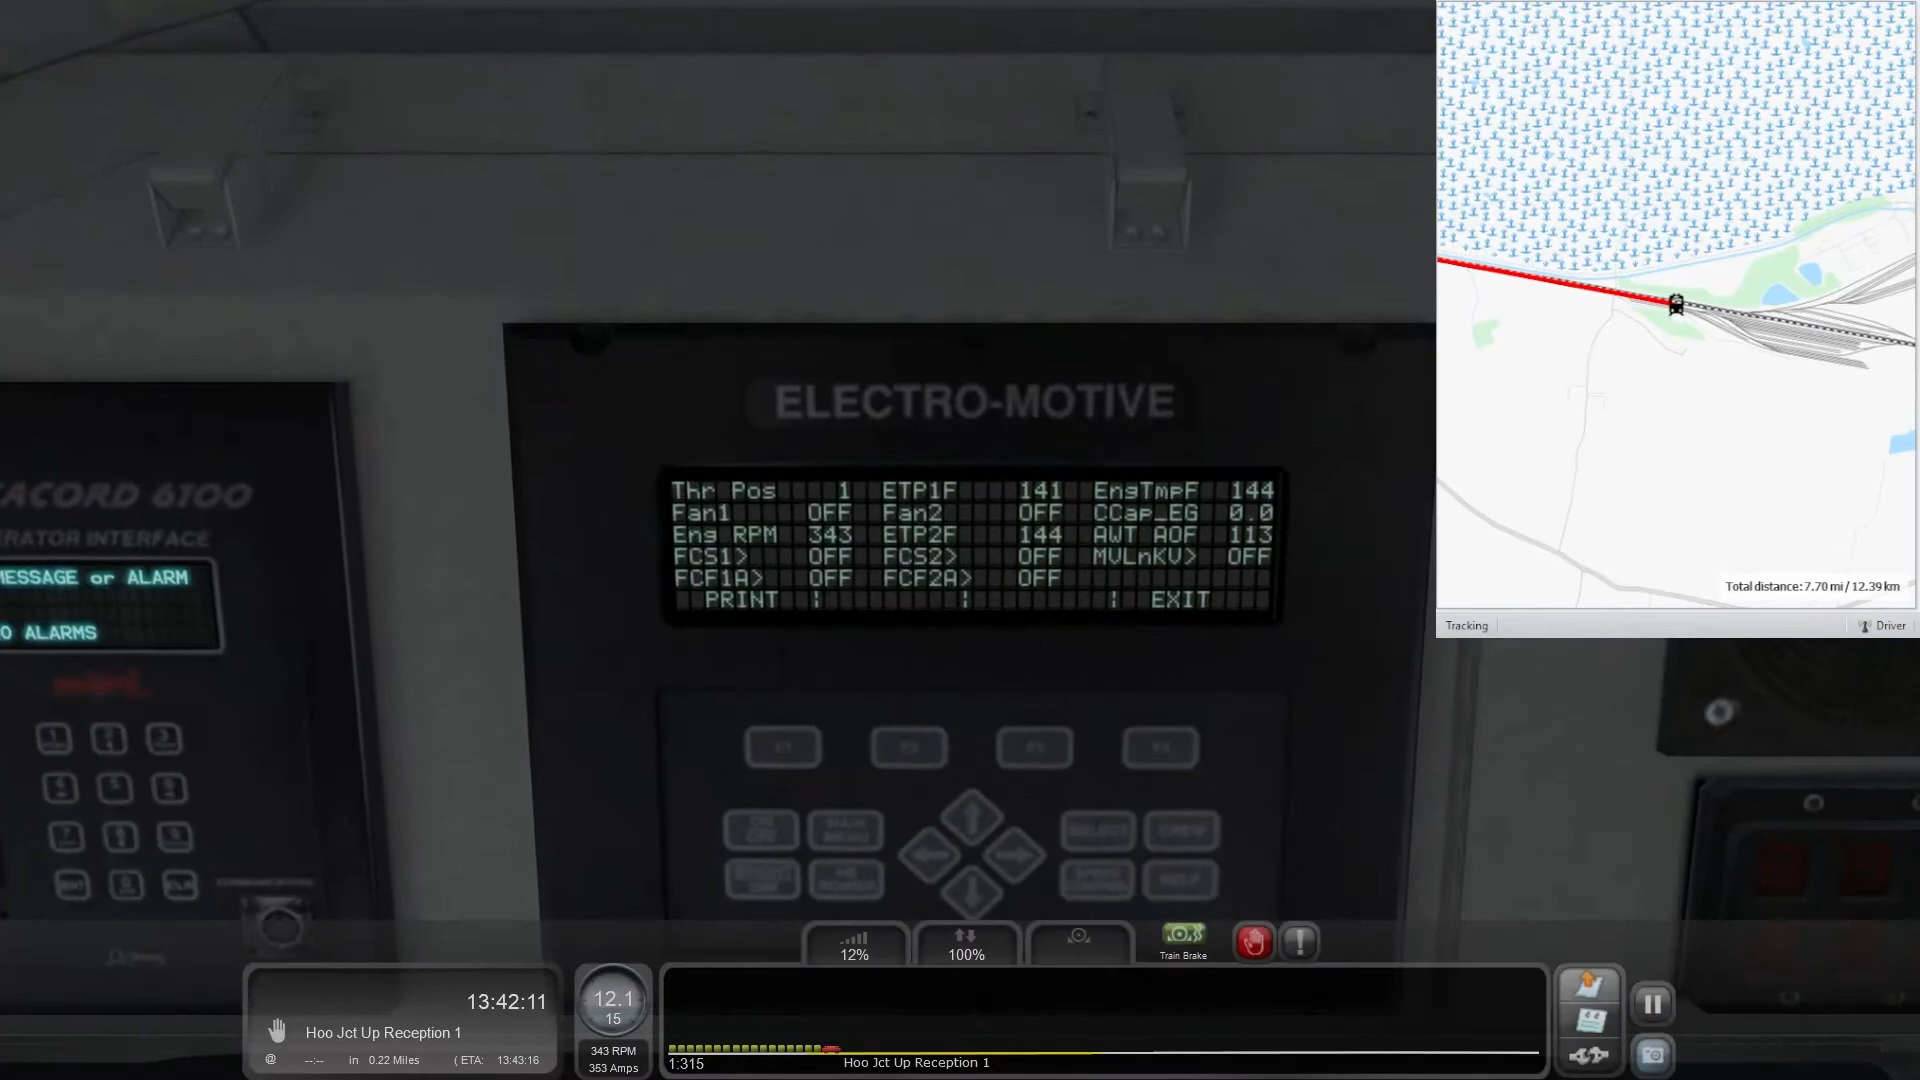 Total distance: 7.70 mi / 12.39 km
Tracking
Driver
ELECTRO-MOTIVE
Thr Pos 1 ETP1F 141 EngTmpF 144
Fan1 OFF Fan2 OFF CCap_EG 0.0
Eng RPM 343 ETP2F 144 AWT AOF 113
FCS1> OFF FCS2> OFF MVLnKV> OFF
FCF1A> OFF FCF2A> OFF
PRINT ¦ ¦ ¦ EXIT
ACORD 6100
ERATOR INTERFACE
MESSAGE or ALARM
O ALARMS
12%
100%
Train Brake
13:42:11
Hoo Jct Up Reception 1
@ --:-- in 0.22 Miles ( ETA: 13:43:16
12.1
15
343 RPM
353 Amps
1:315
Hoo Jct Up Reception 1